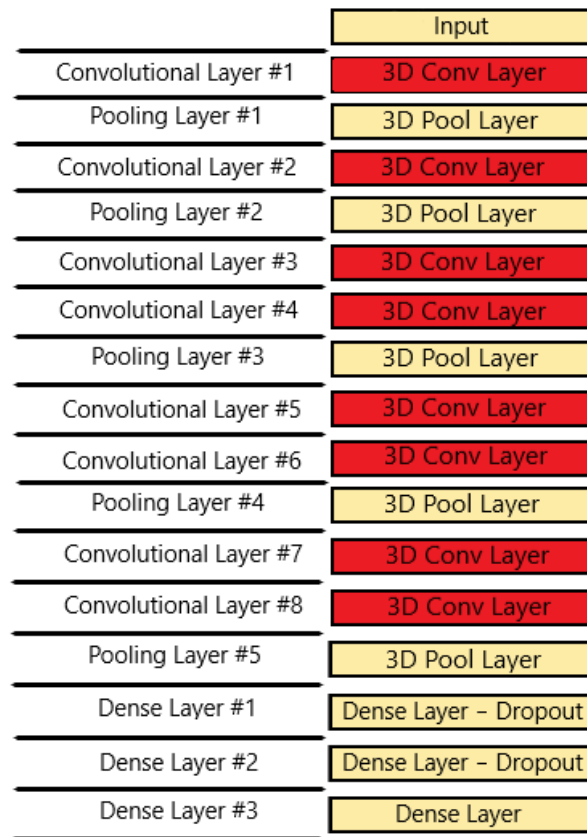 Input
Convolutional Layer #1 3D Conv Layer
Pooling Layer #1 3D Pool Layer
Convolutional Layer #2 3D Conv Layer
Pooling Layer #2 3D Pool Layer
Convolutional Layer #3 3D Conv Layer
Convolutional Layer #4 3D Conv Layer
Pooling Layer #3 3D Pool Layer
Convolutional Layer #5 3D Conv Layer
Convolutional Layer #6 3D Conv Layer
Pooling Layer #4 3D Pool Layer
Convolutional Layer #7 3D Conv Layer
Convolutional Layer #8 3D Conv Layer
Pooling Layer #5 3D Pool Layer
Dense Layer #1 Dense Layer – Dropout
Dense Layer #2 Dense Layer – Dropout
Dense Layer #3 Dense Layer